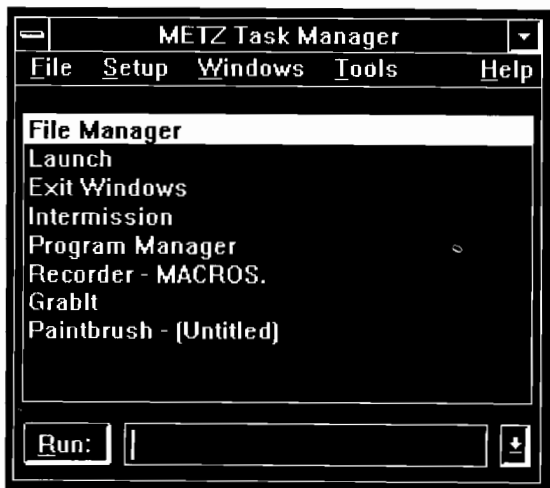 METZ Task Manager
File Setup Windows Tools Help
File Manager
Launch
Exit Windows
Intermission
Program Manager
Recorder - MACROS.
GrabIt
Paintbrush - (Untitled)
Run: